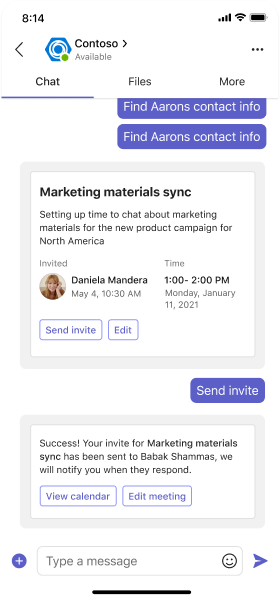 8:14
Contoso
Available
Chat Files More
Find Aarons contact info
Find Aarons contact info
Marketing materials sync
Setting up time to chat about marketing
materials for the new product campaign for
North America
Invited
Daniela Mandera
May 4, 10:30 AM
Time
1:00- 2:00 PM
Monday, January
11, 2021
Send invite Edit
Send invite
Success! Your invite for Marketing materials
sync has been sent to Babak Shammas, we
will notify you when they respond.
View calendar Edit meeting
Type a message